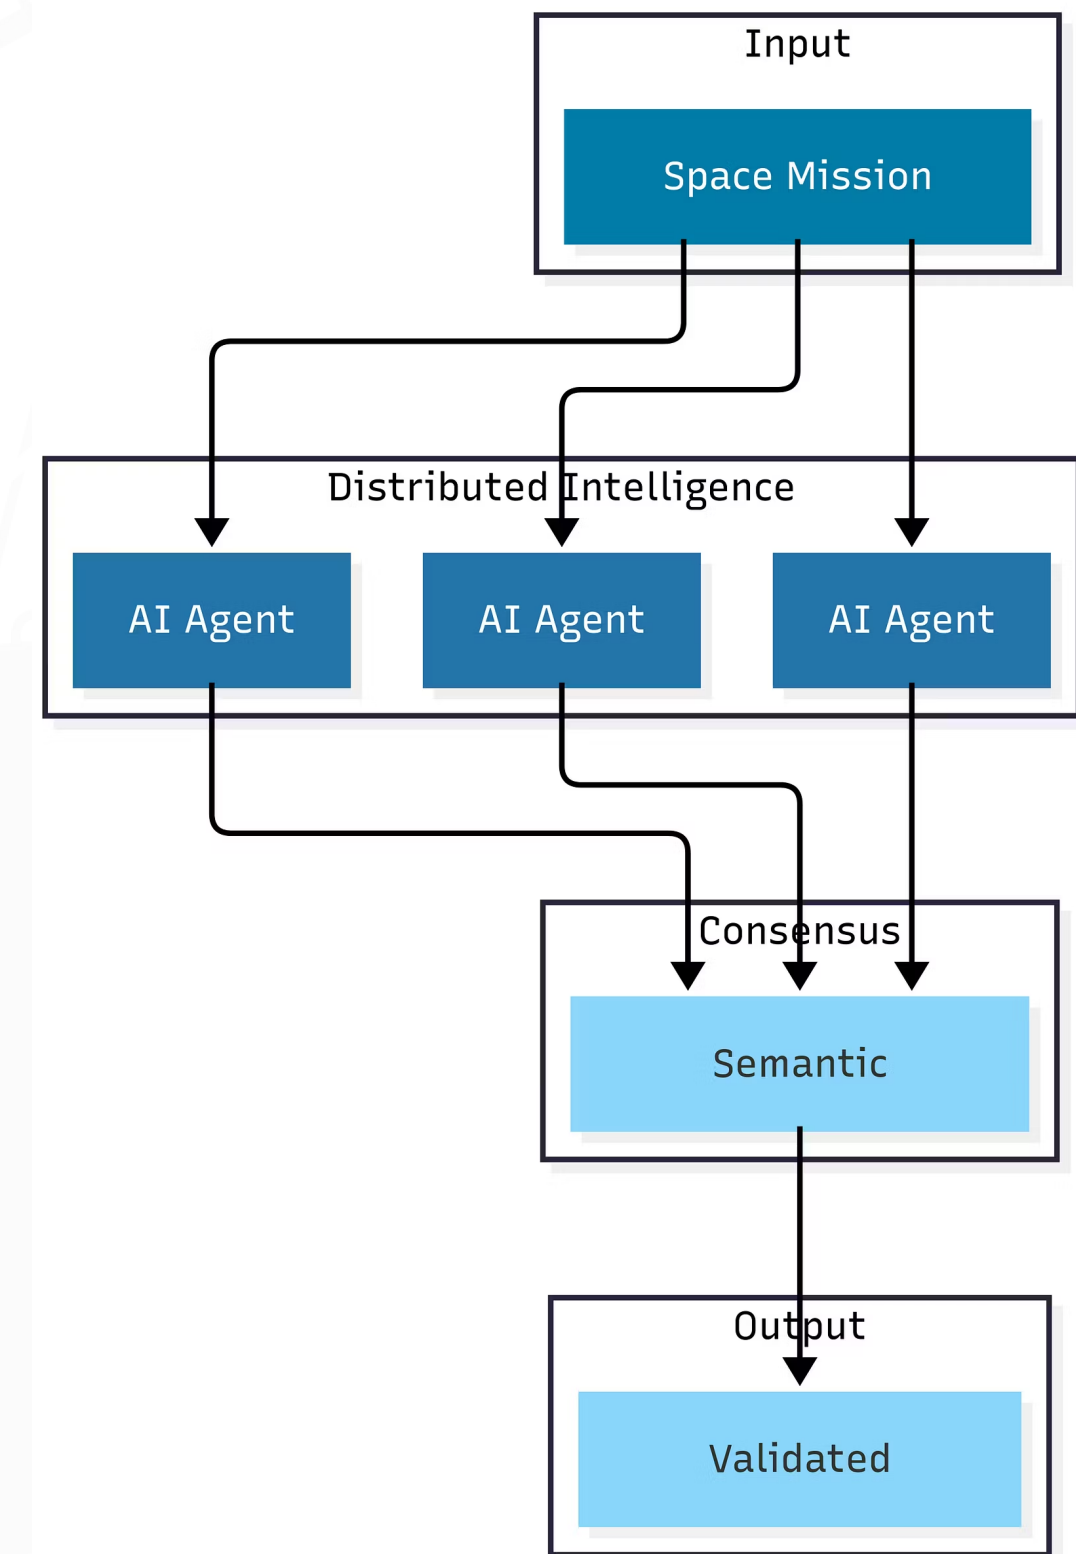 Input
Space Mission
Distributed Intelligence
AI Agent
AI Agent
AI Agent
Consensus
Semantic
Output
Validated